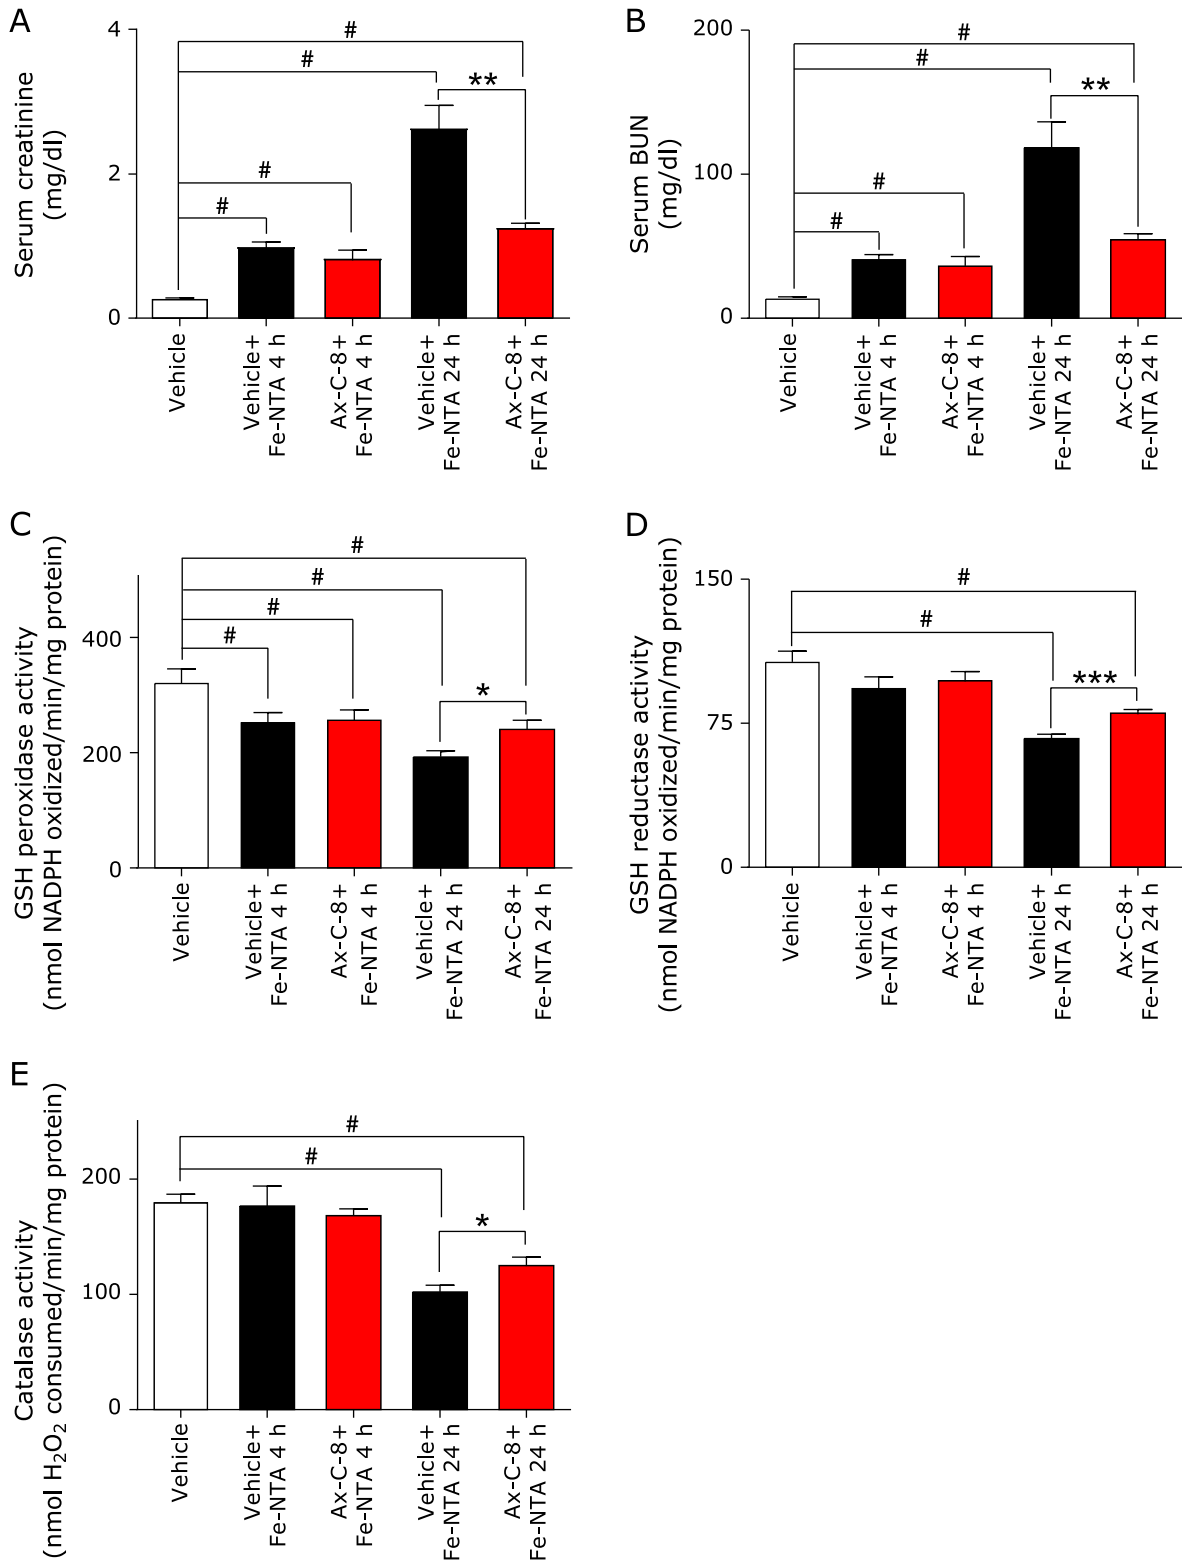 A
Serum creatinine
(mg/dl)
4
2
0
#
#
#
#
**
Vehicle
Vehicle+
Fe-NTA 4 h
Ax-C-8+
Fe-NTA 4 h
Vehicle+
Fe-NTA 24 h
Ax-C-8+
Fe-NTA 24 h
B
Serum BUN
(mg/dl)
200
100
0
#
#
#
#
**
Vehicle
Vehicle+
Fe-NTA 4 h
Ax-C-8+
Fe-NTA 4 h
Vehicle+
Fe-NTA 24 h
Ax-C-8+
Fe-NTA 24 h
C
GSH peroxidase activity
(nmol NADPH oxidized/min/mg protein)
400
200
0
#
#
#
#
*
Vehicle
Vehicle+
Fe-NTA 4 h
Ax-C-8+
Fe-NTA 4 h
Vehicle+
Fe-NTA 24 h
Ax-C-8+
Fe-NTA 24 h
D
GSH reductase activity
(nmol NADPH oxidized/min/mg protein)
150
75
0
#
#
***
Vehicle
Vehicle+
Fe-NTA 4 h
Ax-C-8+
Fe-NTA 4 h
Vehicle+
Fe-NTA 24 h
Ax-C-8+
Fe-NTA 24 h
E
Catalase activity
(nmol H₂O₂ consumed/min/mg protein)
200
100
0
#
#
*
Vehicle
Vehicle+
Fe-NTA 4 h
Ax-C-8+
Fe-NTA 4 h
Vehicle+
Fe-NTA 24 h
Ax-C-8+
Fe-NTA 24 h